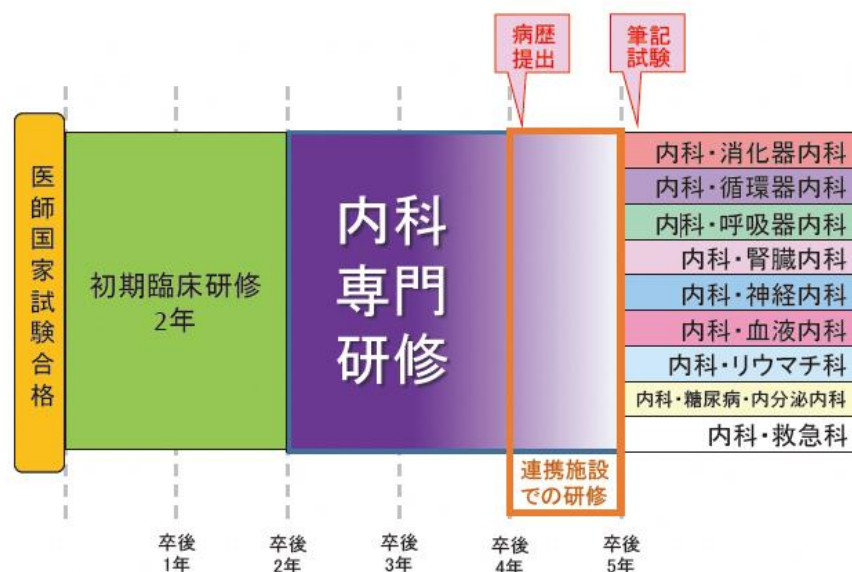 病歴
提出
筆記
試験
医師国家試験合格
初期臨床研修
2年
内科
専門
研修
内科・消化器内科
内科・循環器内科
内科・呼吸器内科
内科・腎臓内科
内科・神経内科
内科・血液内科
内科・リウマチ科
内科・糖尿病・内分泌内科
内科・救急科
連携施設
での研修
卒後
1年
卒後
2年
卒後
3年
卒後
4年
卒後
5年